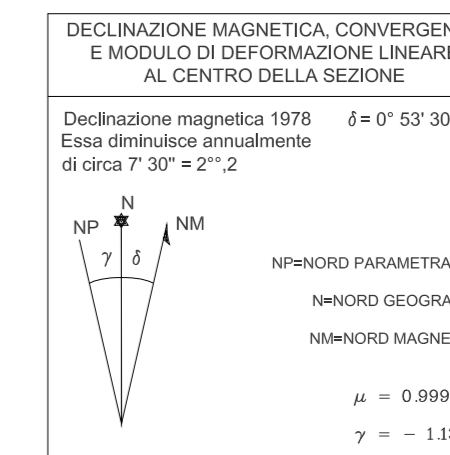 DECLINAZIONE MAGNETICA, CONVERGEN
E MODULO DI DEFORMAZIONE LINEARE
AL CENTRO DELLA SEZIONE
Declinazione magnetica 1978 δ = 0° 53' 30
Essa diminuisce annualmente
di circa 7' 30" = 2°°,2
N
NP NM
γ δ
NP=NORD PARAMETRA
N=NORD GEOGRA
NM=NORD MAGNE
μ = 0.999
γ = - 1.13